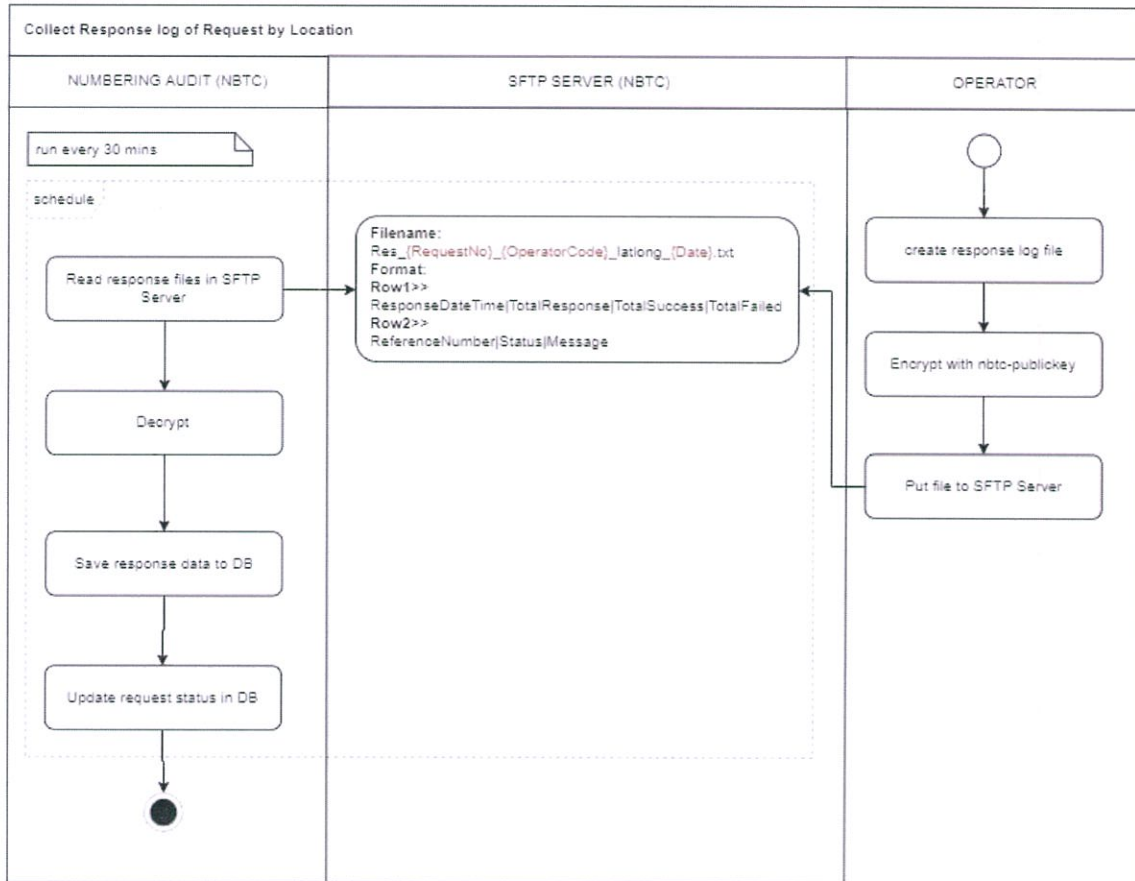 Collect Response log of Request by Location
NUMBERING AUDIT (NBTC)
SFTP SERVER (NBTC)
OPERATOR
run every 30 mins
schedule
Read response files in SFTP
Server
Decrypt
Save response data to DB
Update request status in DB
Filename:
Res_{RequestNo}_{OperatorCode}_latlong_{Date}.txt
Format:
Row1>>
ResponseDateTime|TotalResponse|TotalSuccess|TotalFailed
Row2>>
ReferenceNumber|Status|Message
create response log file
Encrypt with nbtc-publickey
Put file to SFTP Server